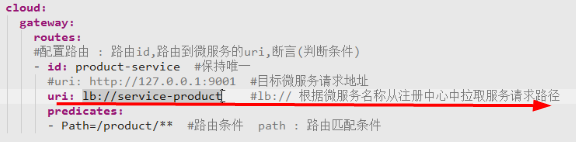 cloud:
gateway:
routes:
#配置路由 : 路由id,路由到微服务的uri,断言(判断条件)
- id: product-service #保持唯一
#uri: http://127.0.0.1:9001 #目标微服务请求地址
uri: lb://service-product #lb:// 根据微服务名称从注册中心中拉取服务请求路径
predicates:
- Path=/product/** #路由条件 path : 路由匹配条件